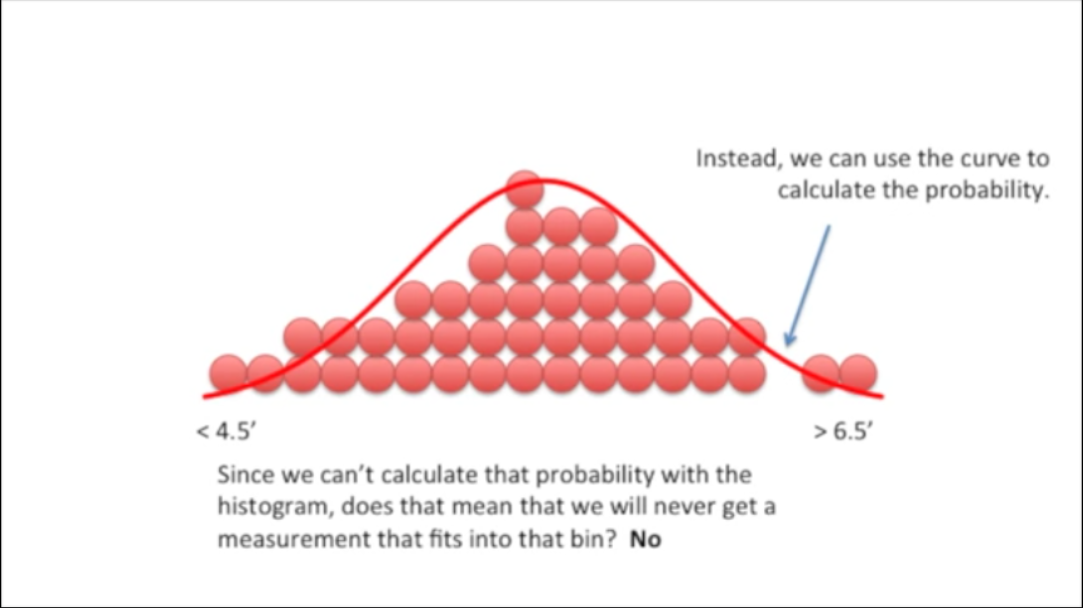 Instead, we can use the curve to
calculate the probability.
< 4.5’
> 6.5’
Since we can’t calculate that probability with the
histogram, does that mean that we will never get a
measurement that fits into that bin?  No